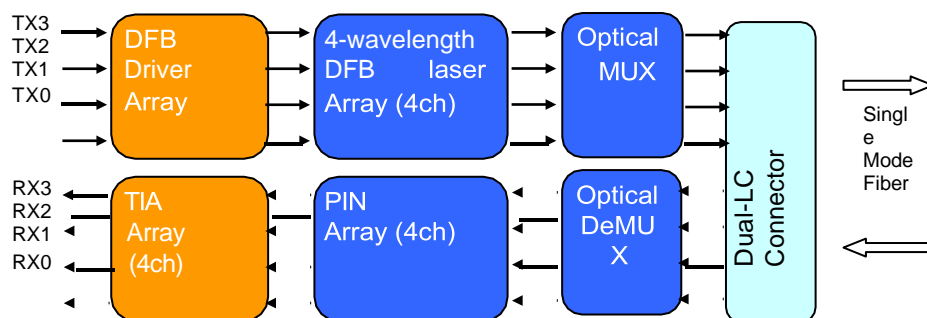 TX3
TX2
TX1
TX0
DFB
Driver
Array
4-wavelength
DFB laser
Array (4ch)
Optical
MUX
Singl
e
Mode
Fiber
RX3
RX2
RX1
RX0
TIA
Array
(4ch)
PIN
Array (4ch)
Optical
DeMU
X
Dual-LC
Connector